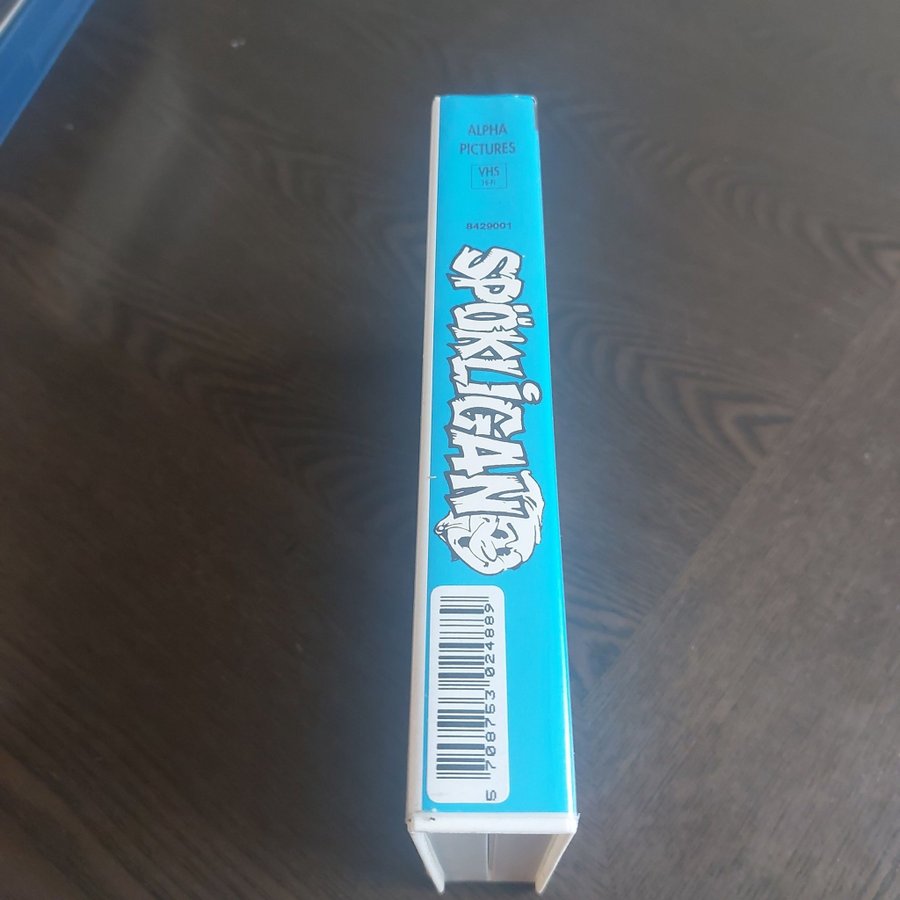 ALPHA
PICTURES
VHS
HI-FI
8429001
SPÖKLIGAN
5 708753 024889